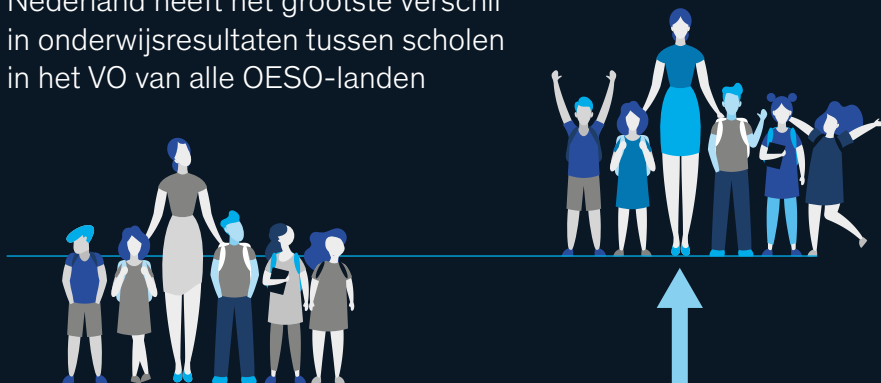 Nederland heeft het grootste verschil
in onderwijsresultaten tussen scholen
in het VO van alle OESO-landen